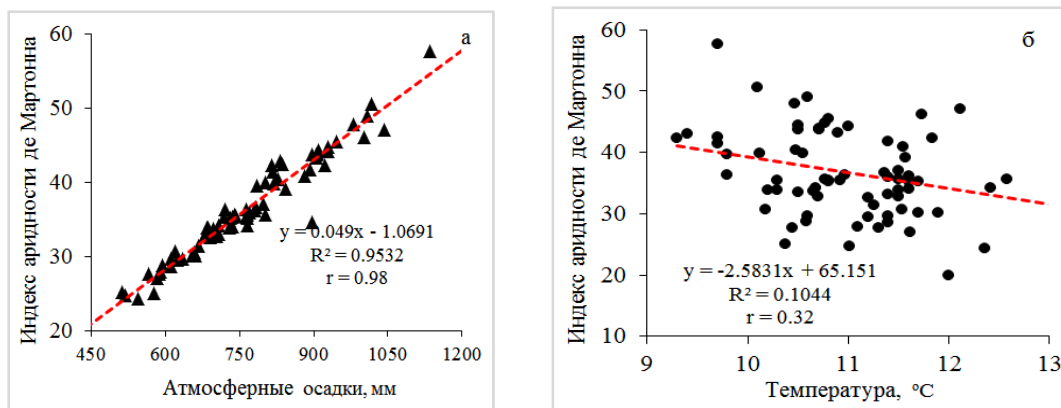 а
Индекс аридности де Мартонна
60
50
40
30
20
y = 0.049x - 1.0691
R² = 0.9532
r = 0.98
450 600 750 900 1050 1200
Атмосферные осадки, мм
б
Индекс аридности де Мартонна
60
50
40
30
20
10
y = -2.5831x + 65.151
R² = 0.1044
r = 0.32
9 10 11 12 13
Температура, °C